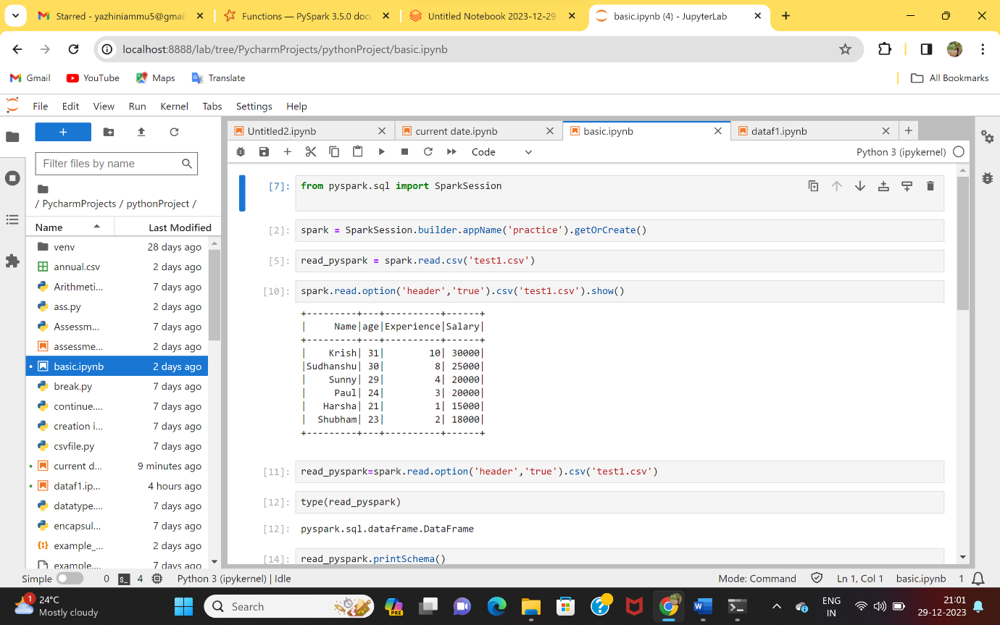 Starred - yazhiniammu5@gmail
Functions — PySpark 3.5.0 docu
Untitled Notebook 2023-12-29
basic.ipynb (4) - JupyterLab
localhost:8888/lab/tree/PycharmProjects/pythonProject/basic.ipynb
Gmail YouTube Maps Translate All Bookmarks
File Edit View Run Kernel Tabs Settings Help
Untitled2.ipynb current date.ipynb basic.ipynb dataf1.ipynb
Code Python 3 (ipykernel)
Filter files by name
/ PycharmProjects / pythonProject /
Name Last Modified
venv 28 days ago
annual.csv 2 days ago
Arithmeti... 7 days ago
ass.py 2 days ago
Assessm... 7 days ago
assessme... 2 days ago
basic.ipynb 2 days ago
break.py 7 days ago
continue.... 7 days ago
creation i... 7 days ago
csvfile.py 7 days ago
current d... 9 minutes ago
dataf1.ip... 4 hours ago
datatype.... 7 days ago
encapsul... 7 days ago
example_... 2 days ago
example.... 7 days ago
[7]: from pyspark.sql import SparkSession
[2]: spark = SparkSession.builder.appName('practice').getOrCreate()
[5]: read_pyspark = spark.read.csv('test1.csv')
[10]: spark.read.option('header','true').csv('test1.csv').show()
+---------+---+----------+------+
|     Name|age|Experience|Salary|
+---------+---+----------+------+
|    Krish| 31|        10| 30000|
|Sudhanshu| 30|         8| 25000|
|    Sunny| 29|         4| 20000|
|     Paul| 24|         3| 20000|
|   Harsha| 21|         1| 15000|
|  Shubham| 23|         2| 18000|
+---------+---+----------+------+
[11]: read_pyspark=spark.read.option('header','true').csv('test1.csv')
[12]: type(read_pyspark)
[12]: pyspark.sql.dataframe.DataFrame
[14]: read_pyspark.printSchema()
Simple 0 4 Python 3 (ipykernel) | Idle Mode: Command Ln 1, Col 1 basic.ipynb 1
1
24°C
Mostly cloudy
Search
PRE
ENG
IN
21:01
29-12-2023